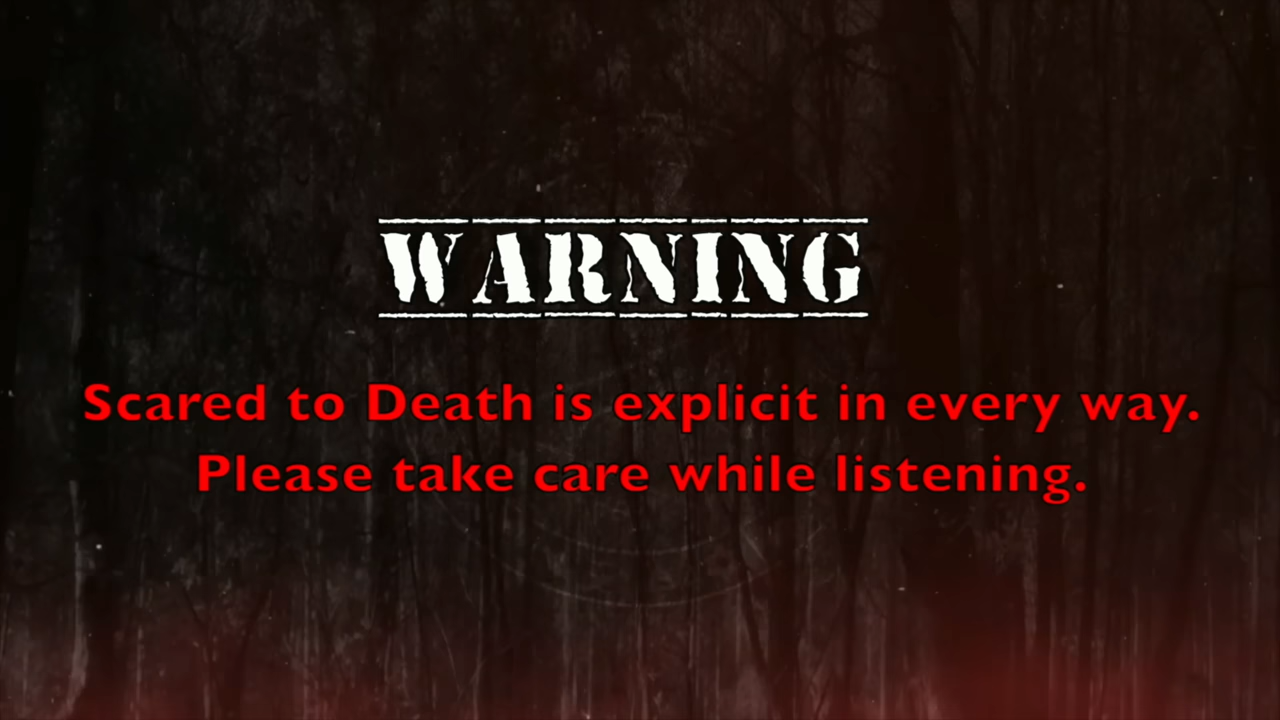 WARNING
Scared to Death is explicit in every way.
Please take care while listening.